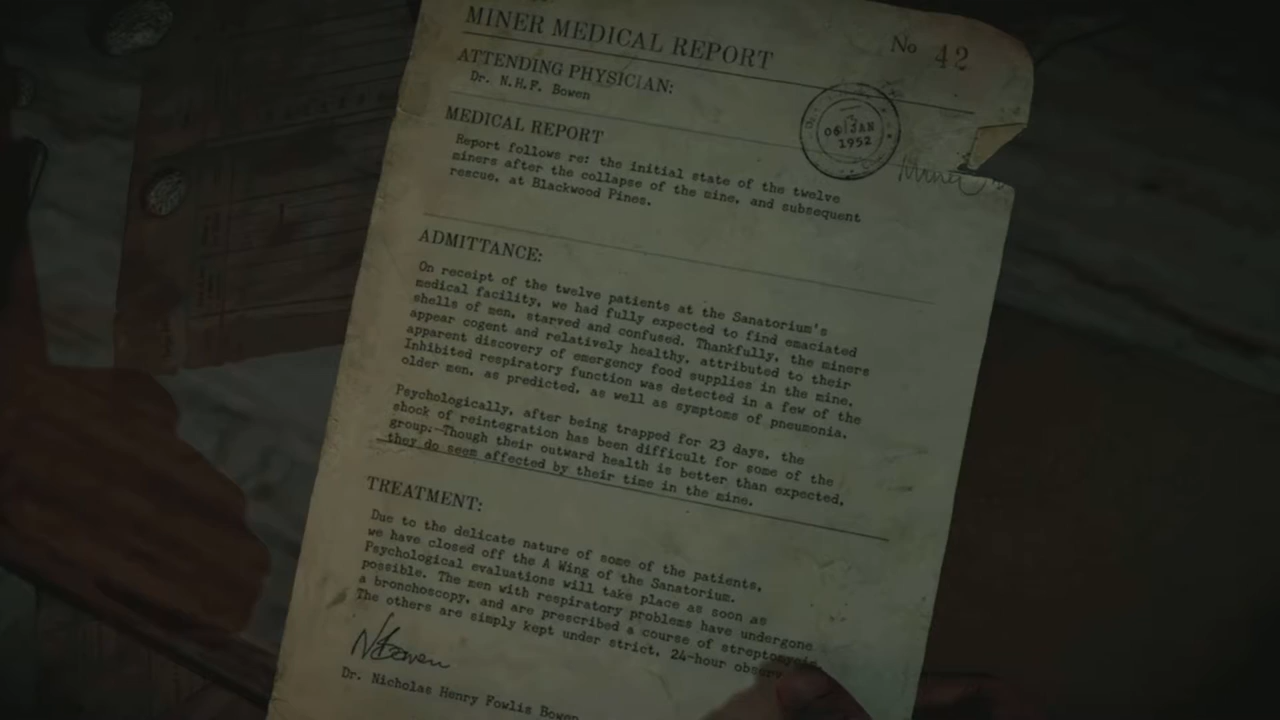 MINER MEDICAL REPORT
No 42
ATTENDING PHYSICIAN:
Dr. N.H.F. Bowen
06 JAN
1952
MEDICAL REPORT
Report follows re: the initial state of the twelve
miners after the collapse of the mine, and subsequent
rescue, at Blackwood Pines.
Miner
ADMITTANCE:
On receipt of the twelve patients at the Sanatorium's
medical facility, we had fully expected to find emaciated
shells of men, starved and confused. Thankfully, the miners
appear cogent and relatively healthy, attributed to their
apparent discovery of emergency food supplies in the mine.
Inhibited respiratory function was detected in a few of the
older men, as predicted, as well as symptoms of pneumonia.
Psychologically, after being trapped for 23 days, the
shock of reintegration has been difficult for some of the
group. Though their outward health is better than expected,
they do seem affected by their time in the mine.
TREATMENT:
Due to the delicate nature of some of the patients,
we have closed off the A Wing of the Sanatorium.
Psychological evaluations will take place as soon as
possible. The men with respiratory problems have undergone
a bronchoscopy, and are prescribed a course of streptomycin.
The others are simply kept under strict, 24-hour observ
NBowen
Dr. Nicholas Henry Fowlis Bowen